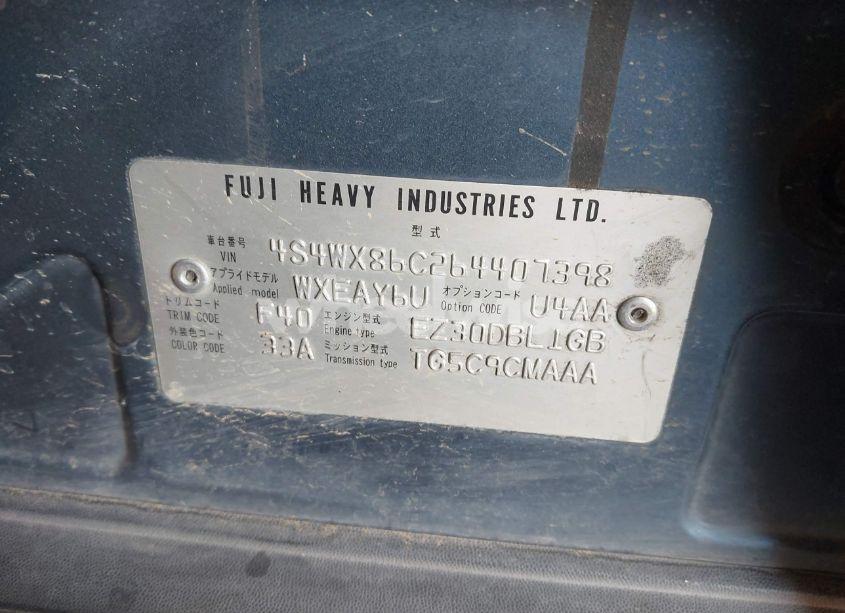 FUJI HEAVY INDUSTRIES LTD.
型式
車台番号 VIN 4S4WX86C264407398
アプライドモデル Applied model WXEAY6U オプションコード Option CODE U4AA
トリムコード TRIM CODE F40 エンジン型式 Engine type EZ30DBL1GB
外装色コード COLOR CODE 33A ミッション型式 Transmission type TG5C9CMAAA